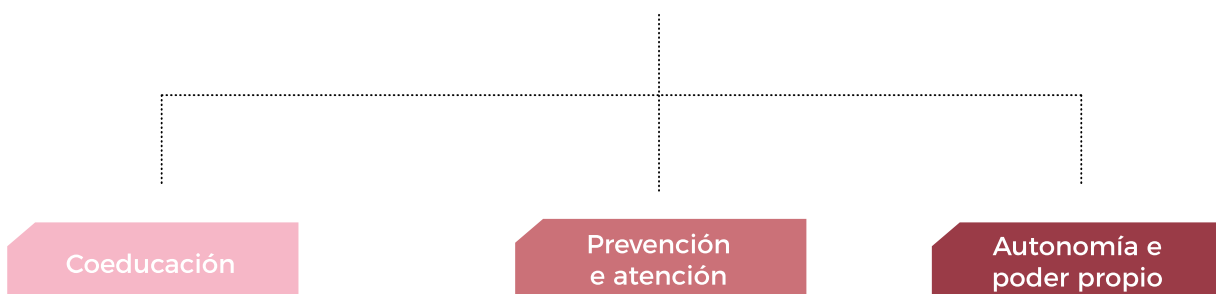 Coeducación
Prevención
e atención
Autonomía e
poder propio